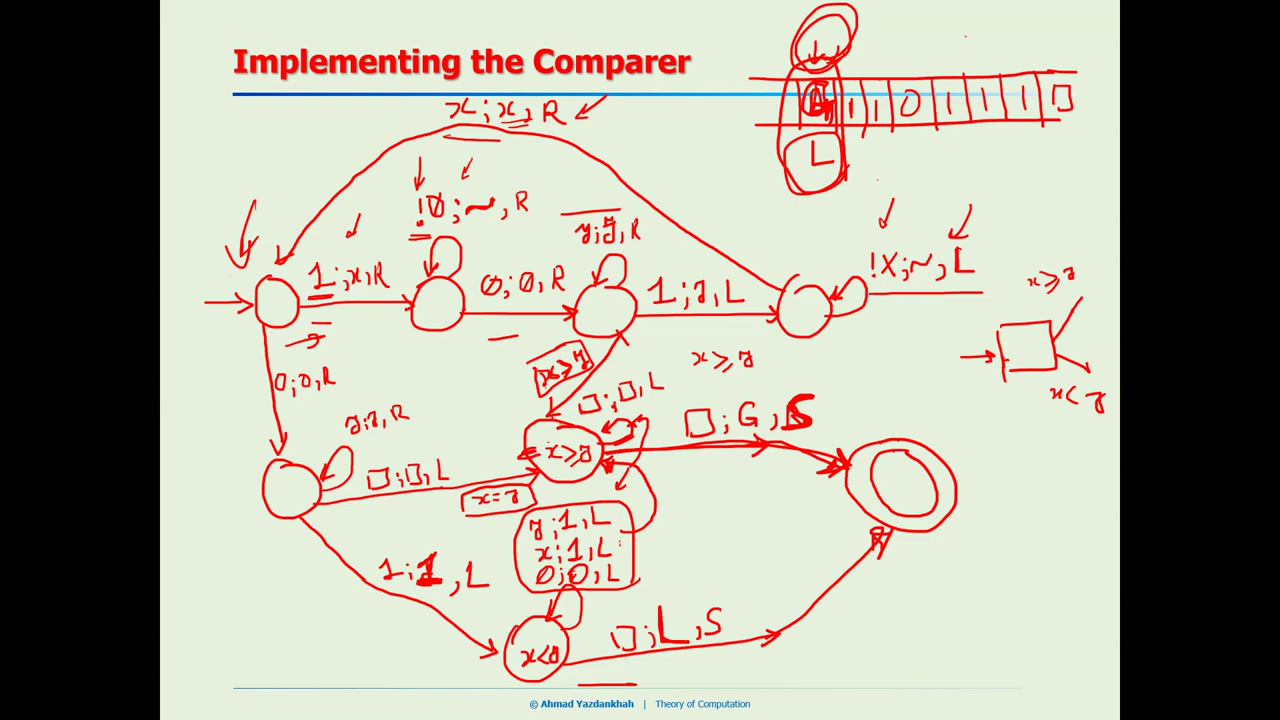 Implementing the Comparer
1 1 0 1 1 1 □
L
x; x, R
!0; ~, R
y; y, R
1; x, R
0; 0, R
1; y, L
!x; ~, L
x ≥ y
x < y
0; 0, R
x ≥ y
x ≥ y
□; □, L
y; y, R
□; □, L
x = y
x ≥ y
□; G, S
y; 1, L
x; 1, L
0; 0, L
1; 1, L
x < y
□; L, S
© Ahmad Yazdankhah | Theory of Computation